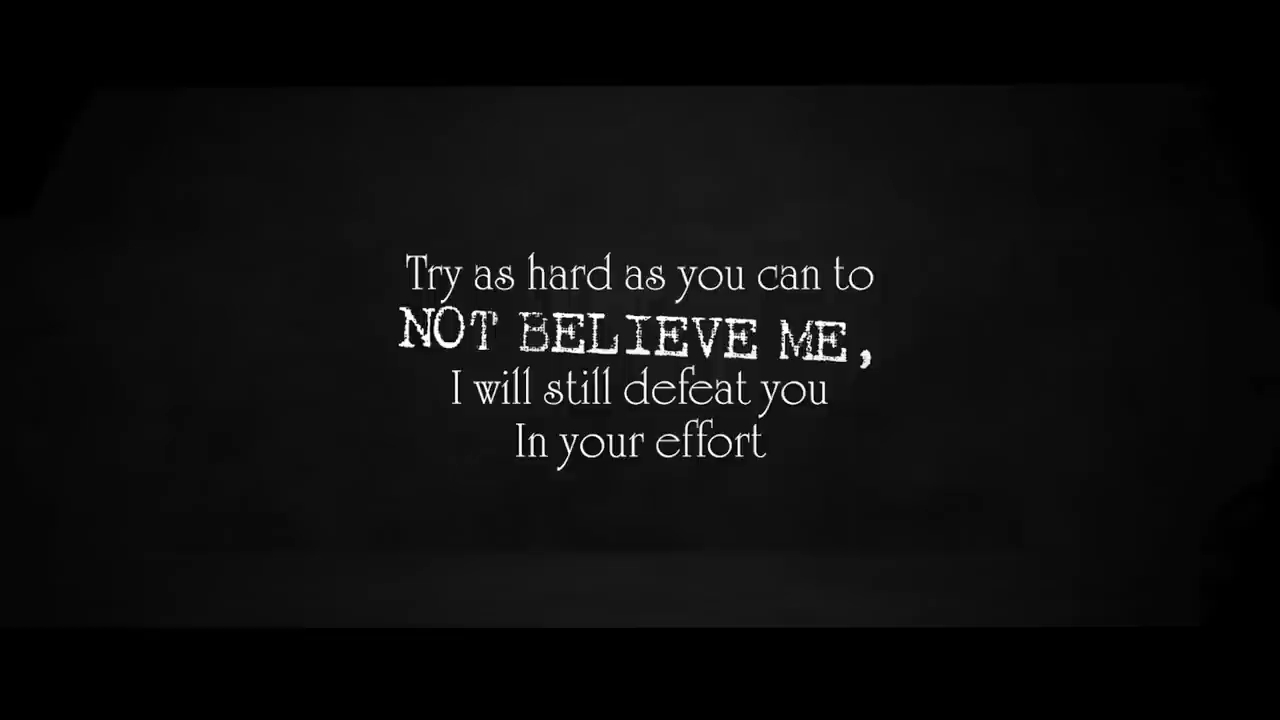 Try as hard as you can to
NOT BELIEVE ME,
I will still defeat you
In your effort